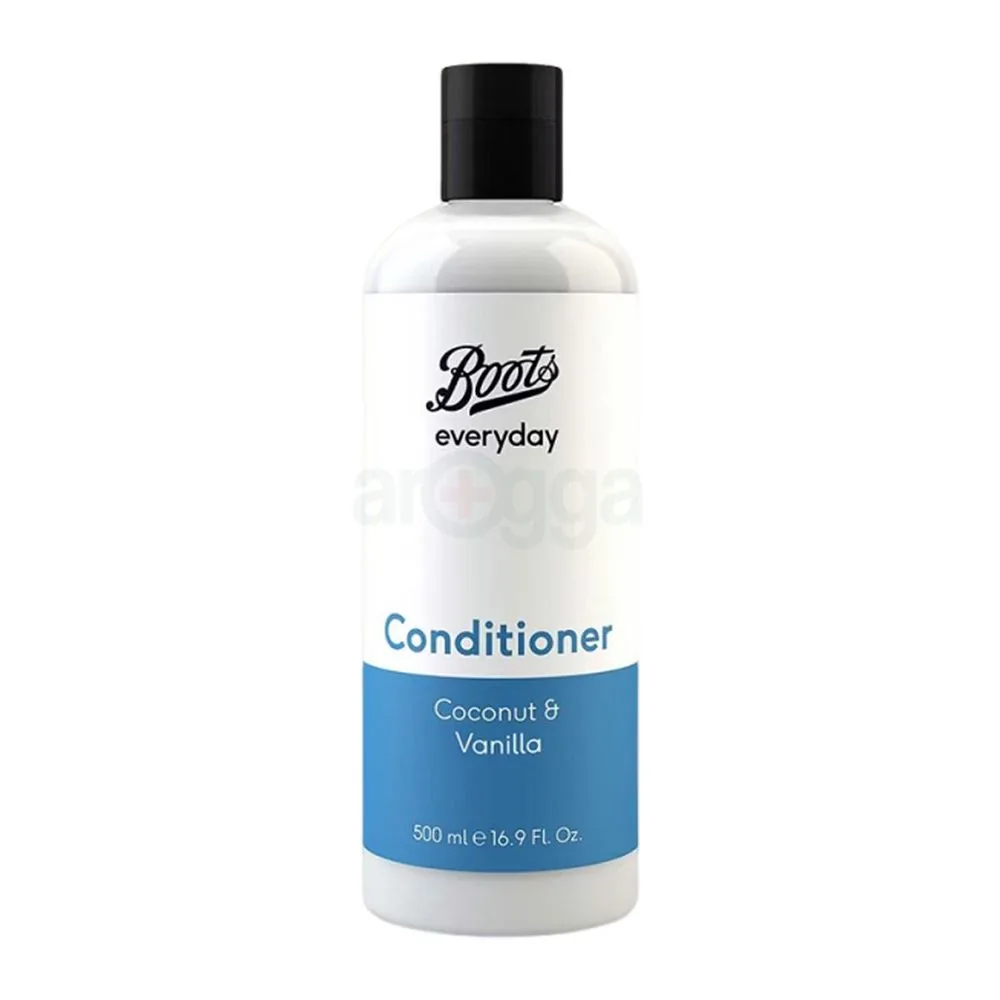 Boots
everyday
arogga
Conditioner
Coconut &
Vanilla
500 ml e 16.9 Fl. Oz.